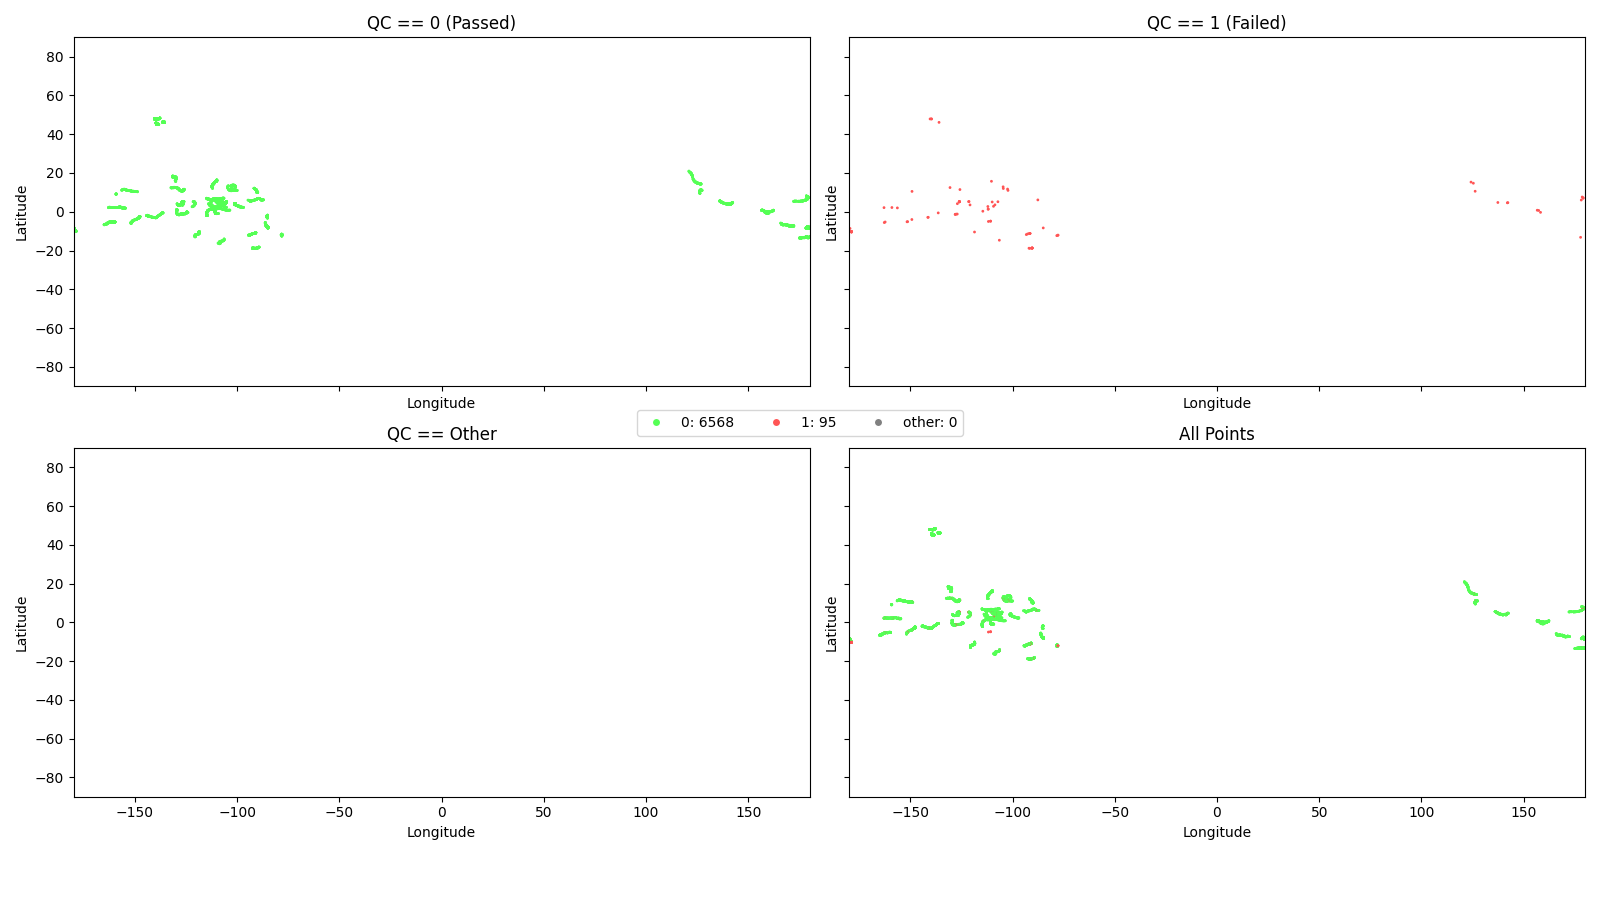 QC == 0 (Passed)
80
60
40
20
0
−20
−40
−60
−80
Latitude
Longitude
QC == 1 (Failed)
Latitude
Longitude
0: 6568
1: 95
other: 0
QC == Other
80
60
40
20
0
−20
−40
−60
−80
Latitude
−150 −100 −50 0 50 100 150
Longitude
All Points
Latitude
−150 −100 −50 0 50 100 150
Longitude